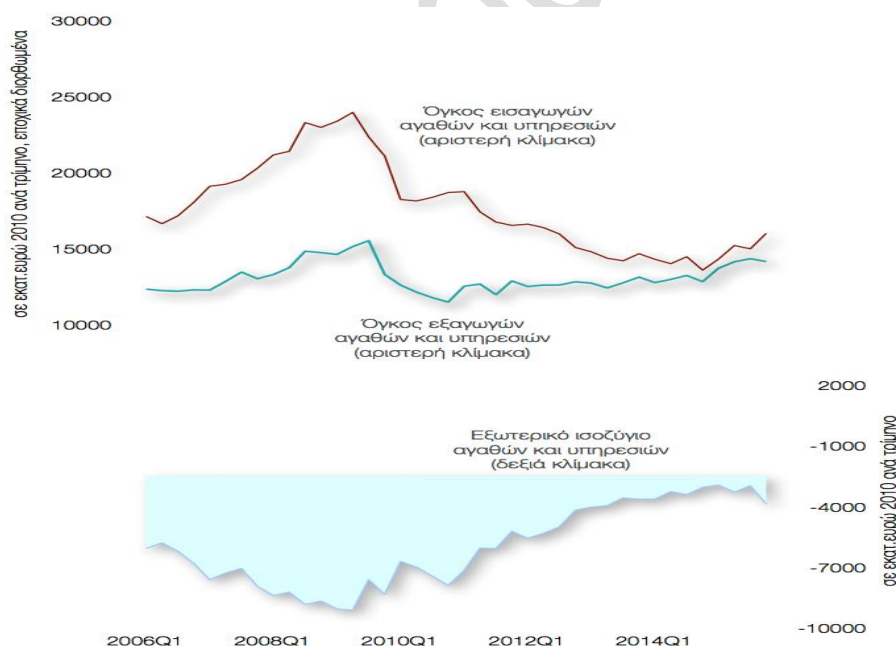 30000
25000
20000
15000
10000
σε εκατ.ευρώ 2010 ανά τρίμηνο, εποχικά διορθωμένα
Όγκος εισαγωγών
αγαθών και υπηρεσιών
(αριστερή κλίμακα)
Όγκος εξαγωγών
αγαθών και υπηρεσιών
(αριστερή κλίμακα)
2000
-1000
-4000
-7000
-10000
σε εκατ.ευρώ 2010 ανά τρίμηνο
Εξωτερικό ισοζύγιο
αγαθών και υπηρεσιών
(δεξιά κλίμακα)
2006Q1 2008Q1 2010Q1 2012Q1 2014Q1